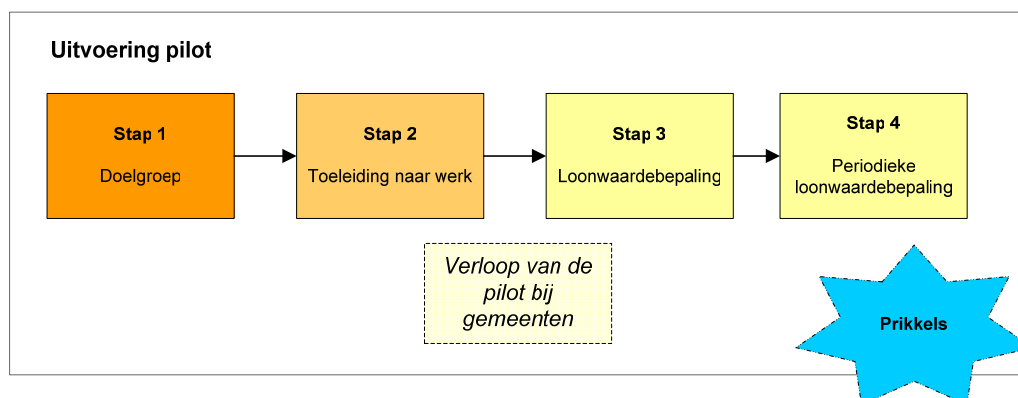 Uitvoering pilot
Stap 1
Doelgroep
Stap 2
Toeleiding naar werk
Stap 3
Loonwaardebepaling
Stap 4
Periodieke
loonwaardebepaling
Verloop van de
pilot bij
gemeenten
Prikkels